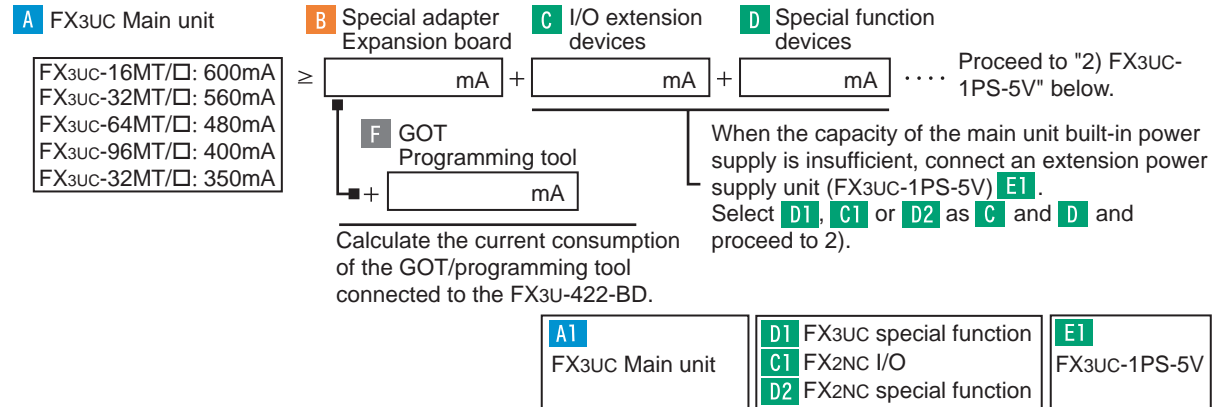 A FX3UC Main unit
FX3UC-16MT/□: 600mA
FX3UC-32MT/□: 560mA
FX3UC-64MT/□: 480mA
FX3UC-96MT/□: 400mA
FX3UC-32MT/□: 350mA
≥
B Special adapter
Expansion board
mA
+
C I/O extension
devices
mA
+
D Special function
devices
mA
····
Proceed to "2) FX3UC-
1PS-5V" below.
F GOT
Programming tool
+
mA
Calculate the current consumption
of the GOT/programming tool
connected to the FX3U-422-BD.
When the capacity of the main unit built-in power
supply is insufficient, connect an extension power
supply unit (FX3UC-1PS-5V) E1 .
Select D1, C1 or D2 as C and D and
proceed to 2).
A1
FX3UC Main unit
D1 FX3UC special function
C1 FX2NC I/O
D2 FX2NC special function
E1
FX3UC-1PS-5V